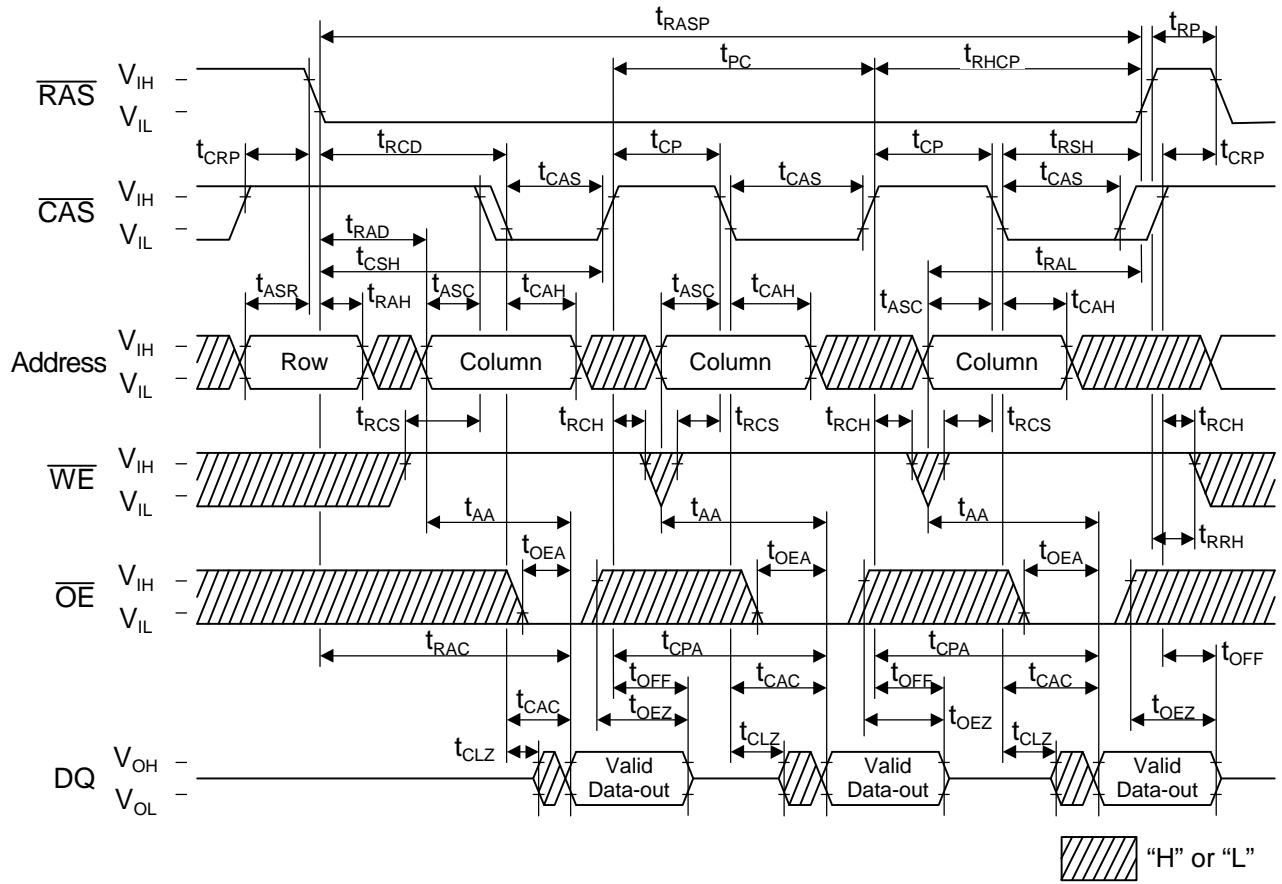 tRASP
tRP
tPC
tRHCP
RAS
VIH
VIL
tCRP
tRCD
tCP
tCP
tRSH
tCRP
CAS
VIH
VIL
tCAS
tCAS
tCAS
tRAD
tCSH
tRAL
tASR
tRAH
tASC
tCAH
tASC
tCAH
tASC
tCAH
Address
VIH
VIL
Row
Column
Column
Column
tRCS
tRCH
tRCS
tRCH
tRCS
tRCH
WE
VIH
VIL
tAA
tAA
tAA
tRRH
tOEA
tOEA
tOEA
OE
VIH
VIL
tRAC
tCPA
tCPA
tOFF
tCAC
tOFF
tCAC
tOFF
tCAC
tOEZ
tOEZ
tOEZ
tCLZ
tCLZ
tCLZ
DQ
VOH
VOL
Valid
Data-out
Valid
Data-out
Valid
Data-out
“H” or “L”